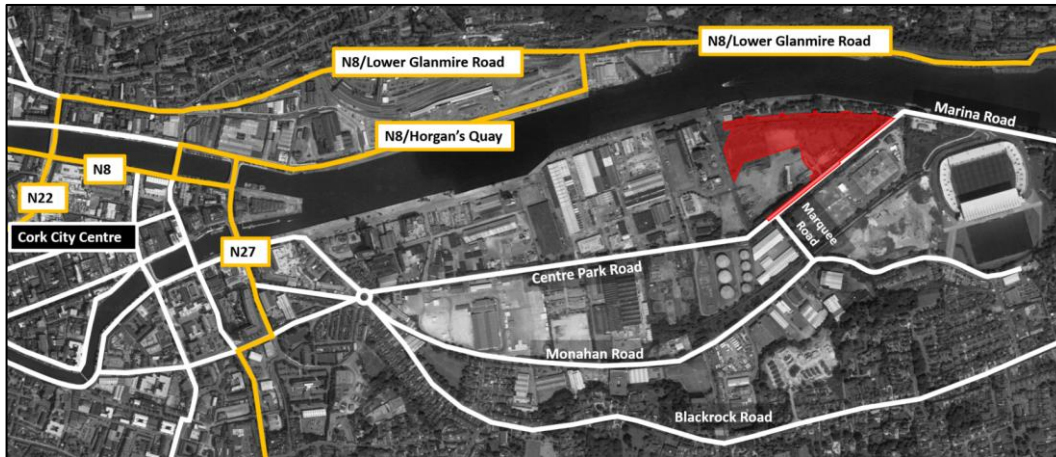 N8/Lower Glanmire Road
N8/Lower Glanmire Road
N8/Horgan's Quay
Marina Road
N8
N22
Cork City Centre
N27
Marquee
Road
Centre Park Road
Monahan Road
Blackrock Road